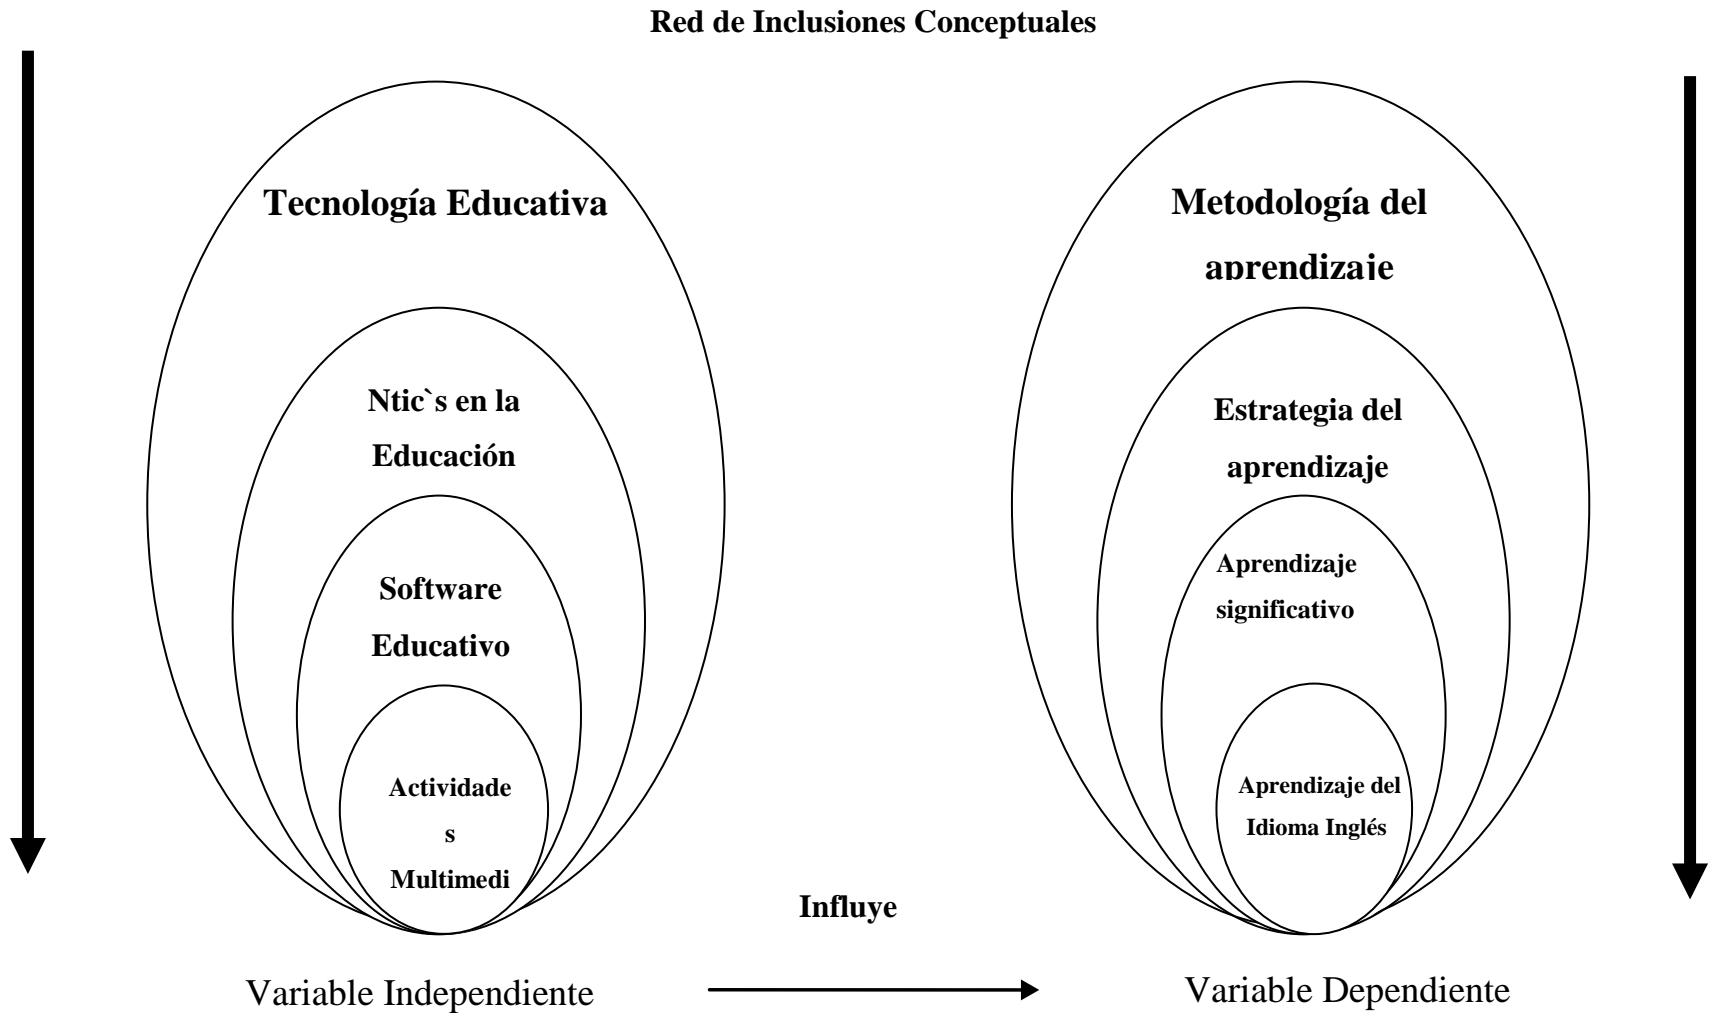 Red de Inclusiones Conceptuales
Tecnología Educativa
Ntic`s en la
Educación
Software
Educativo
Actividade
s
Multimedi
Metodología del
aprendizaje
Estrategia del
aprendizaje
Aprendizaje
significativo
Aprendizaje del
Idioma Inglés
Influye
Variable Independiente
Variable Dependiente